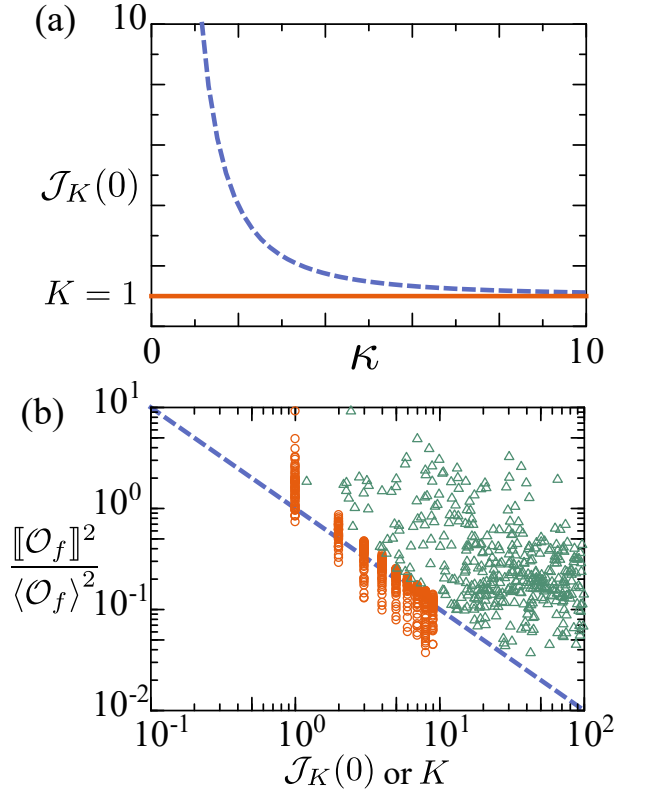 (a)
10
𝒥_K(0)
K = 1
0
κ
10
(b)
10^1
10^0
10^-1
10^-2
⟦𝒪_f⟧^2
⟨𝒪_f⟩^2
10^-1
10^0
10^1
10^2
𝒥_K(0) or K